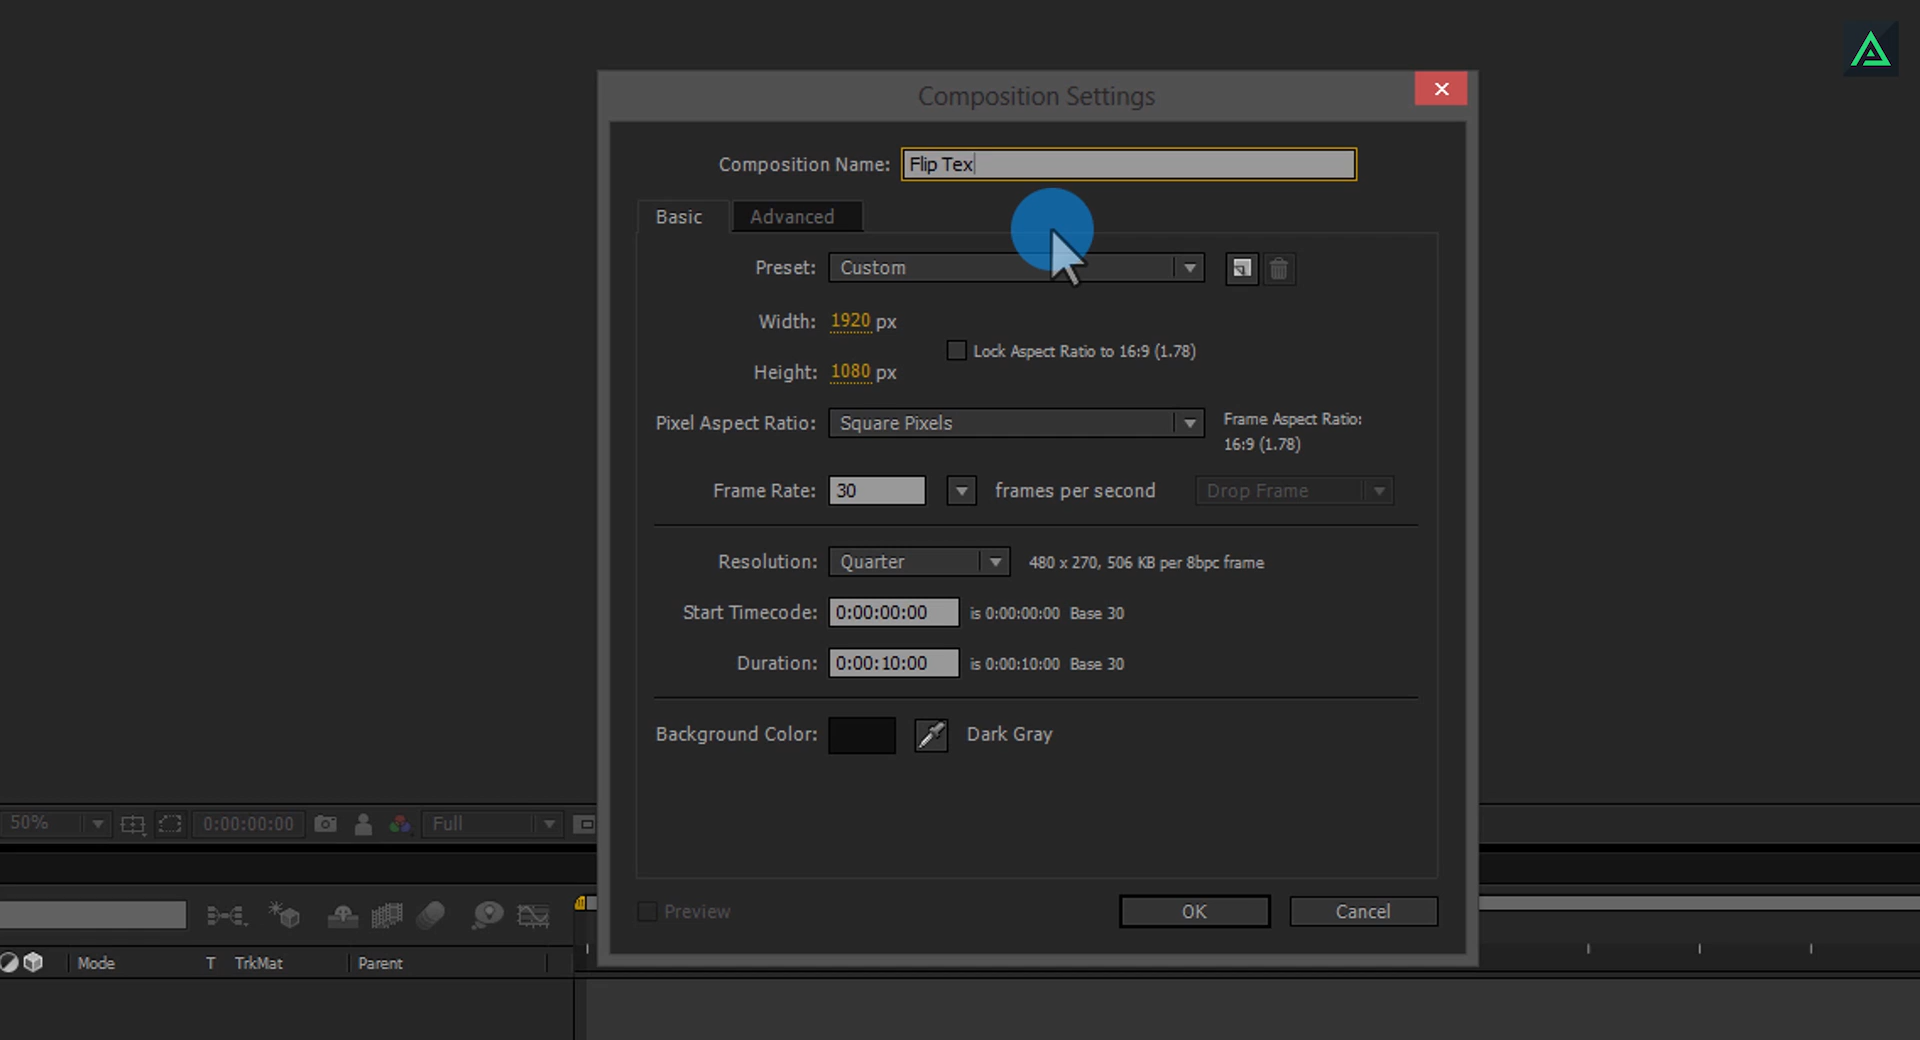 Composition Settings
Composition Name: Flip Tex
Basic Advanced
Preset: Custom
Width: 1920 px
Lock Aspect Ratio to 16:9 (1.78)
Height: 1080 px
Pixel Aspect Ratio: Square Pixels Frame Aspect Ratio:
16:9 (1.78)
Frame Rate: 30 frames per second Drop Frame
Resolution: Quarter 480 x 270, 506 KB per 8bpc frame
Start Timecode: 0:00:00:00 is 0:00:00:00 Base 30
Duration: 0:00:10:00 is 0:00:10:00 Base 30
Background Color: Dark Gray
50% 0:00:00:00 Full
Preview OK Cancel
Mode T TrkMat Parent